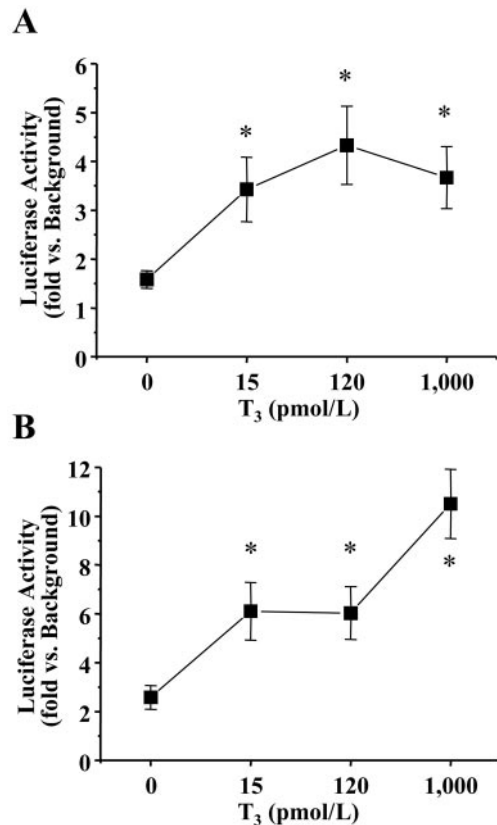 A
Luciferase Activity
(fold vs. Background)
6
5
4
3
2
1
0
*
*
*
0 15 120 1,000
T₃ (pmol/L)
B
Luciferase Activity
(fold vs. Background)
12
10
8
6
4
2
0
*
*
*
0 15 120 1,000
T₃ (pmol/L)